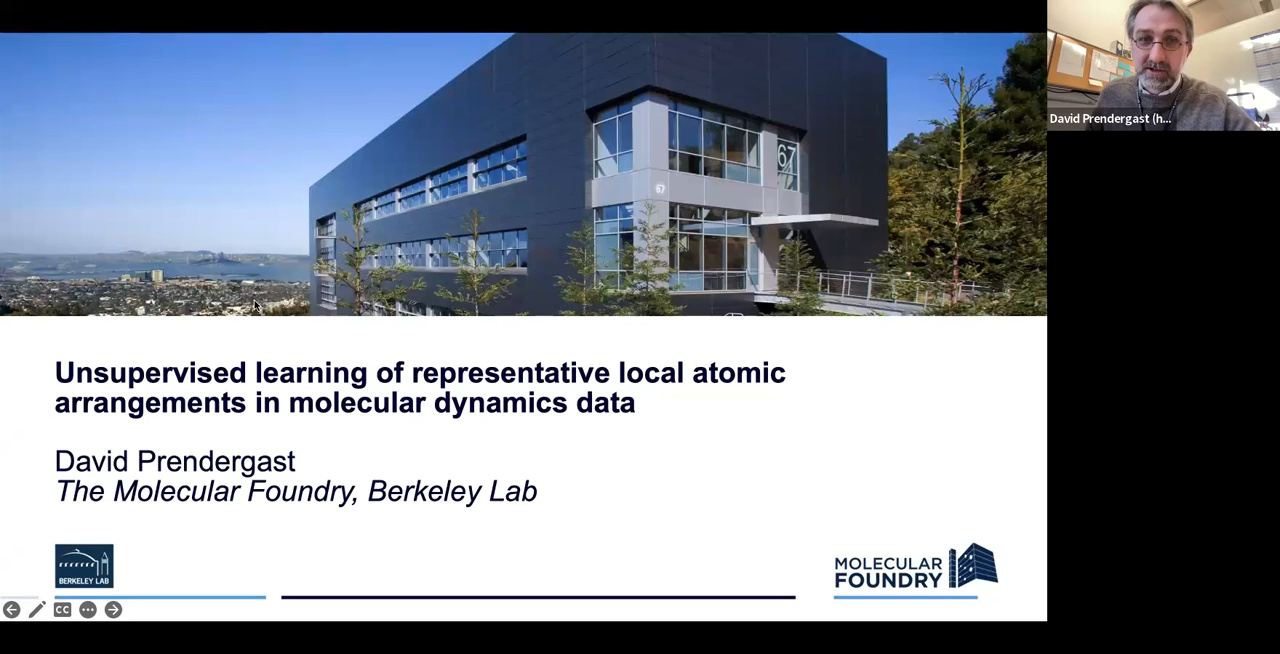 67
67
David Prendergast (h...
Unsupervised learning of representative local atomic
arrangements in molecular dynamics data
David Prendergast
The Molecular Foundry, Berkeley Lab
BERKELEY LAB
MOLECULAR
FOUNDRY
CC